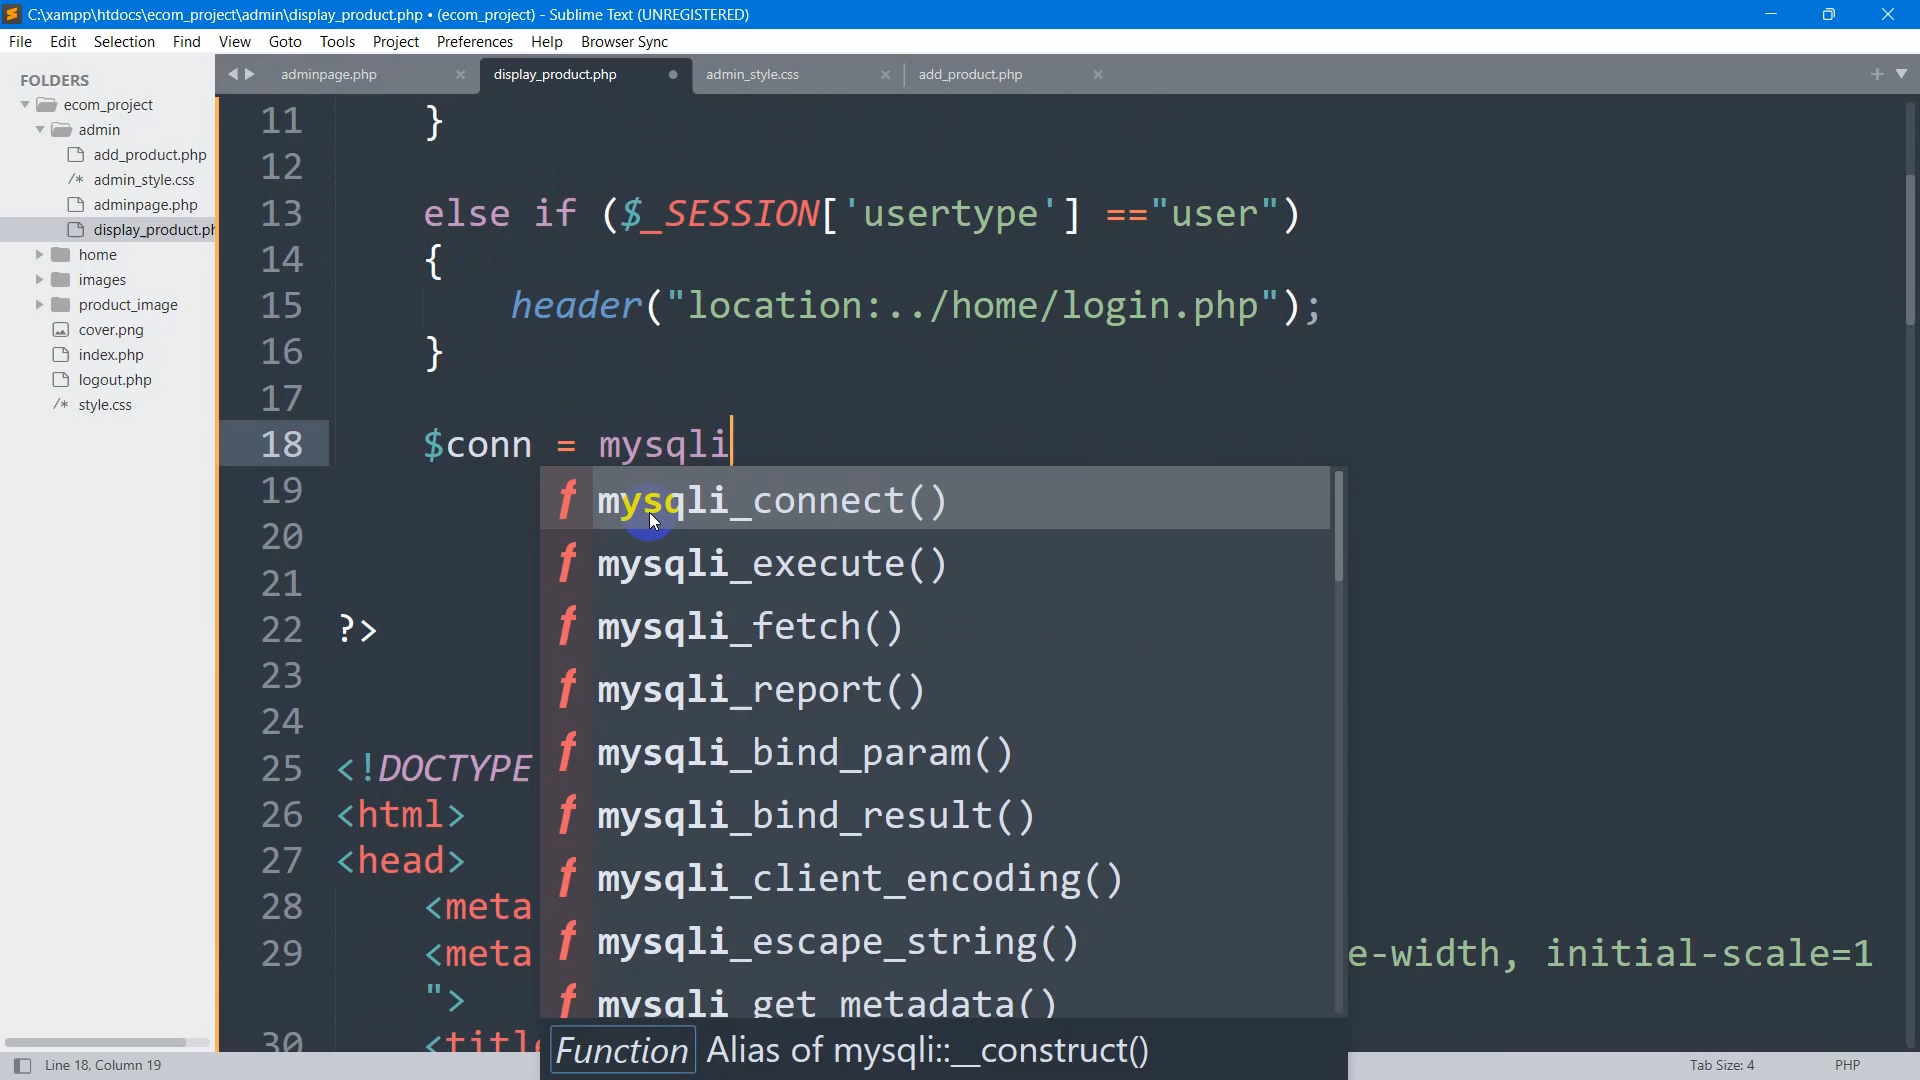 C:\xampp\htdocs\ecom_project\admin\display_product.php • (ecom_project) - Sublime Text (UNREGISTERED)
File Edit Selection Find View Goto Tools Project Preferences Help Browser Sync
FOLDERS
ecom_project
admin
add_product.php
/* admin_style.css
adminpage.php
display_product.ph
home
images
product_image
cover.png
index.php
logout.php
/* style.css
adminpage.php display_product.php admin_style.css add_product.php
11 }
12
13 else if ($_SESSION['usertype'] =="user")
14 {
15 header("location:../home/login.php");
16 }
17
18 $conn = mysqli
19
20
21
22 ?>
23
24
25 <!DOCTYPE
26 <html>
27 <head>
28 <meta
29 <meta e-width, initial-scale=1
">
30 <title
f mysqli_connect()
f mysqli_execute()
f mysqli_fetch()
f mysqli_report()
f mysqli_bind_param()
f mysqli_bind_result()
f mysqli_client_encoding()
f mysqli_escape_string()
f mysqli_get_metadata()
Function Alias of mysqli::__construct()
Line 18, Column 19 Tab Size: 4 PHP